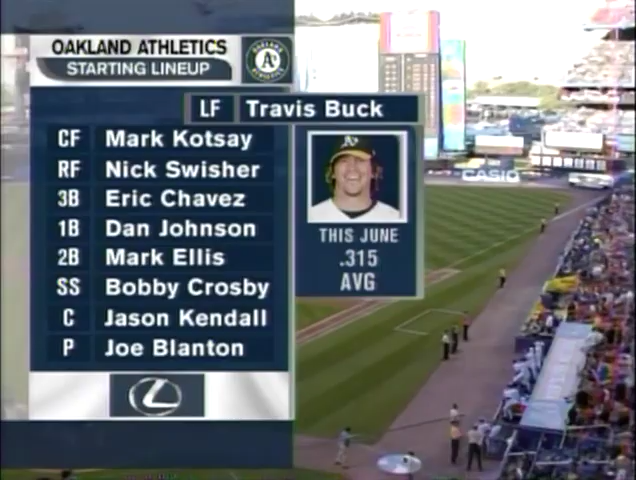 OAKLAND ATHLETICS
STARTING LINEUP
LF Travis Buck
CF Mark Kotsay
RF Nick Swisher
3B Eric Chavez
1B Dan Johnson
2B Mark Ellis
SS Bobby Crosby
C Jason Kendall
P Joe Blanton
THIS JUNE
.315
AVG
CASIO